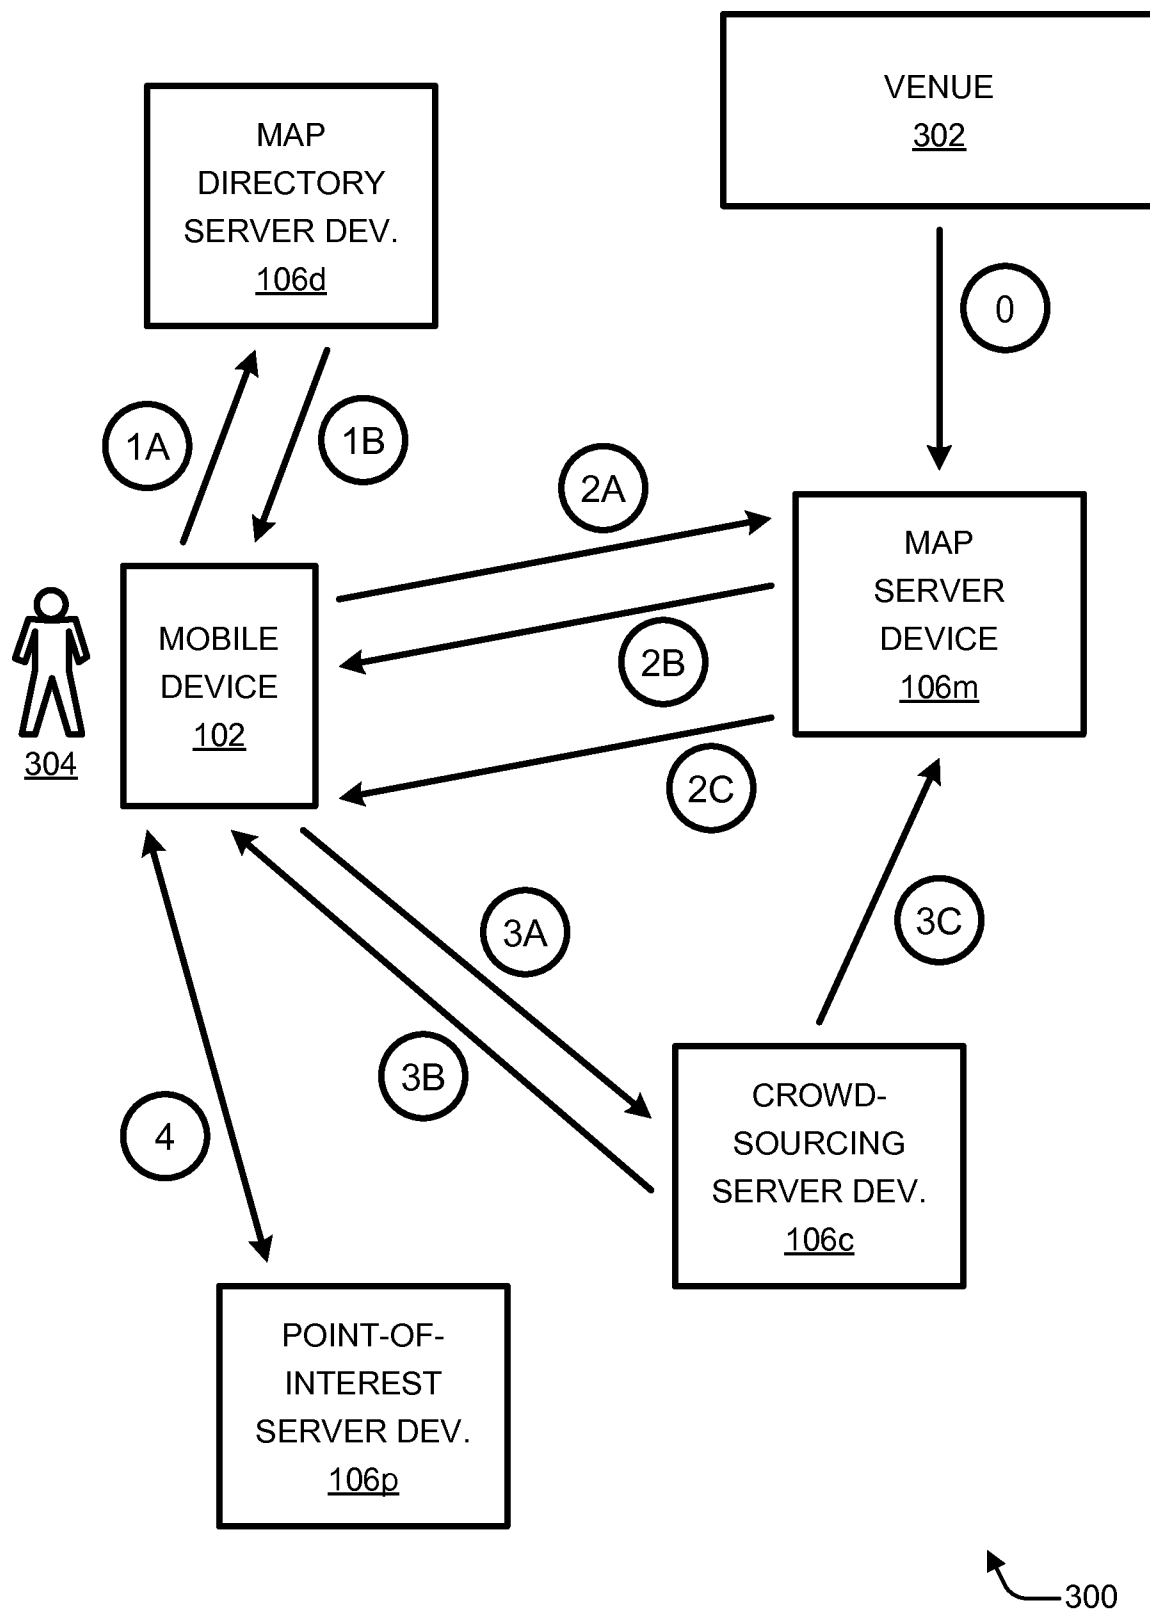 VENUE
302
MAP
DIRECTORY
SERVER DEV.
106d
0
1A
1B
2A
MAP
SERVER
DEVICE
106m
MOBILE
DEVICE
102
304
2B
2C
3A
3C
3B
4
CROWD-
SOURCING
SERVER DEV.
106c
POINT-OF-
INTEREST
SERVER DEV.
106p
300